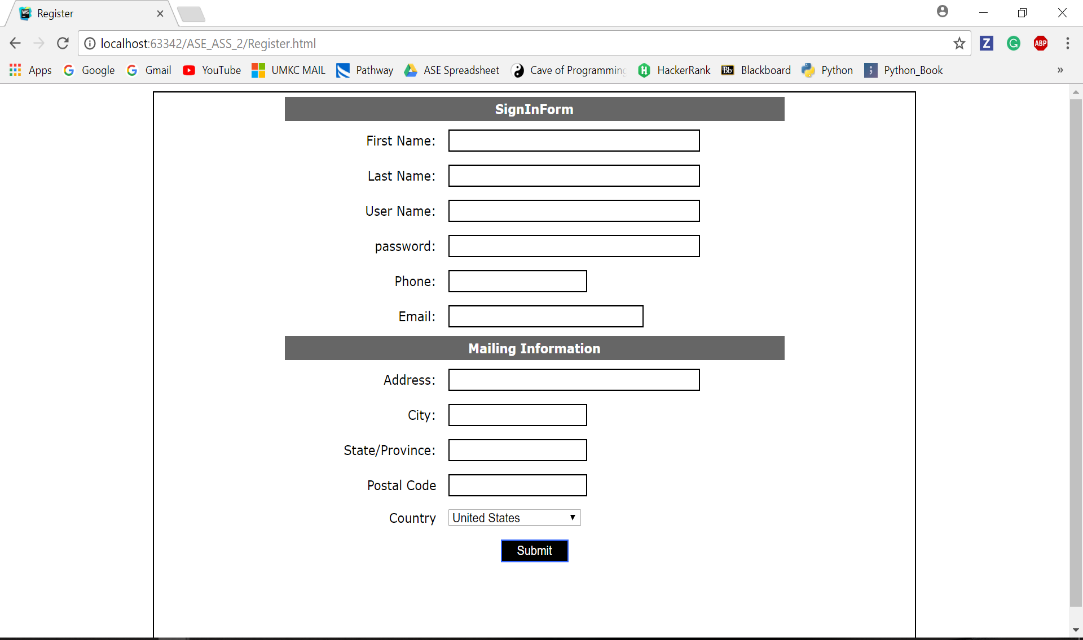 Register
localhost:63342/ASE_ASS_2/Register.html
Apps Google Gmail YouTube UMKC MAIL Pathway ASE Spreadsheet Cave of Programming HackerRank Bb Blackboard Python Python_Book »
SignInForm
First Name:
Last Name:
User Name:
password:
Phone:
Email:
Mailing Information
Address:
City:
State/Province:
Postal Code
Country United States
Submit